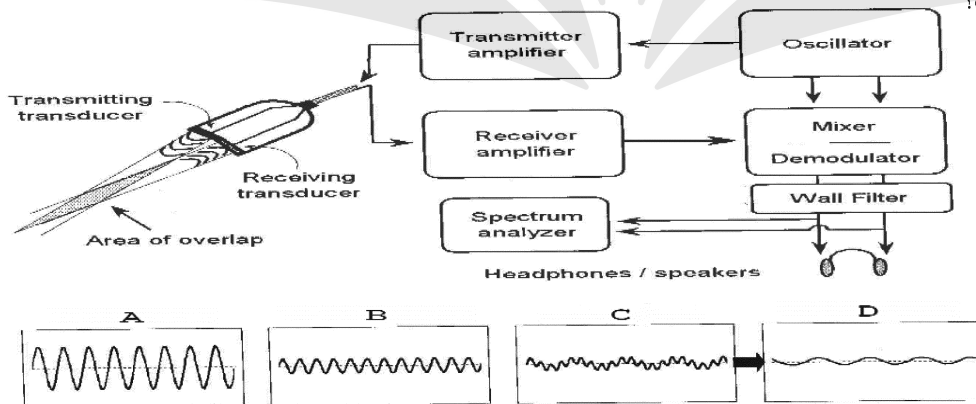 Transmitter
amplifier
Oscillator
Transmitting
transducer
Receiver
amplifier
Mixer
Demodulator
Receiving
transducer
Wall Filter
Spectrum
analyzer
Area of overlap
Headphones / speakers
A
B
C
D